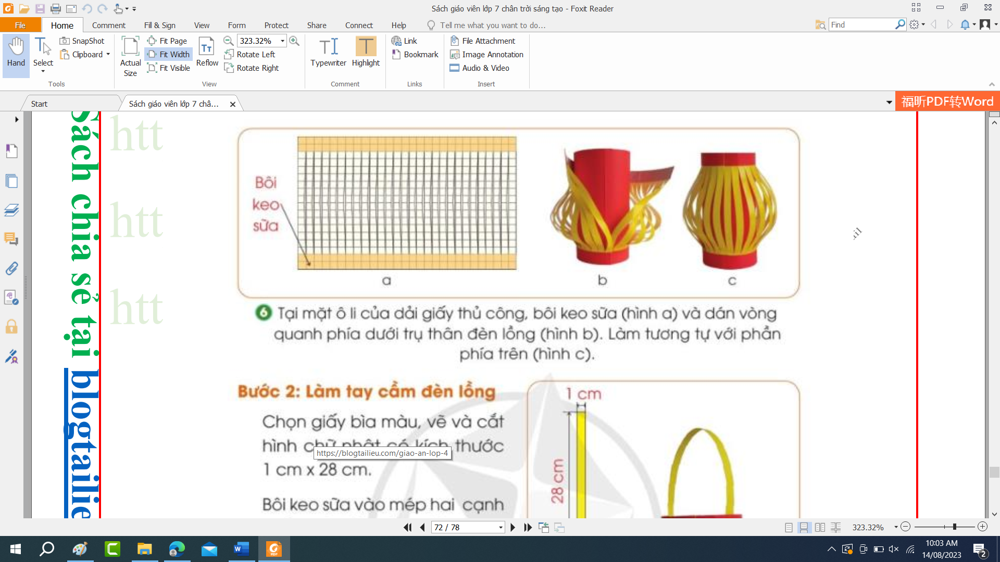 Sách giáo viên lớp 7 chân trời sáng tạo - Foxit Reader
File Home Comment Fill & Sign View Form Protect Share Connect Help Tell me what you want to do... Find
Hand Select SnapShot Clipboard
Tools
Actual Size Fit Page Fit Width Fit Visible Reflow 323.32% Rotate Left Rotate Right
View
Typewriter Highlight
Comment
Link Bookmark
Links
File Attachment Image Annotation Audio & Video
Insert
Start Sách giáo viên lớp 7 châ... 福昕PDF转Word
Sách chia sẻ tại blogtailie
htt
htt
htt
Bôi
keo
sữa
a b c
6 Tại mặt ô li của dải giấy thủ công, bôi keo sữa (hình a) và dán vòng
quanh phía dưới trụ thân đèn lồng (hình b). Làm tương tự với phần
phía trên (hình c).
Bước 2: Làm tay cầm đèn lồng
Chọn giấy bìa màu, vẽ và cắt
hình chữ nhật có kích thước
https://blogtailieu.com/giao-an-lop-4
1 cm x 28 cm.
Bôi keo sữa vào mép hai cạnh
1 cm
28 cm
72 / 78 323.32%
10:03 AM
14/08/2023
2